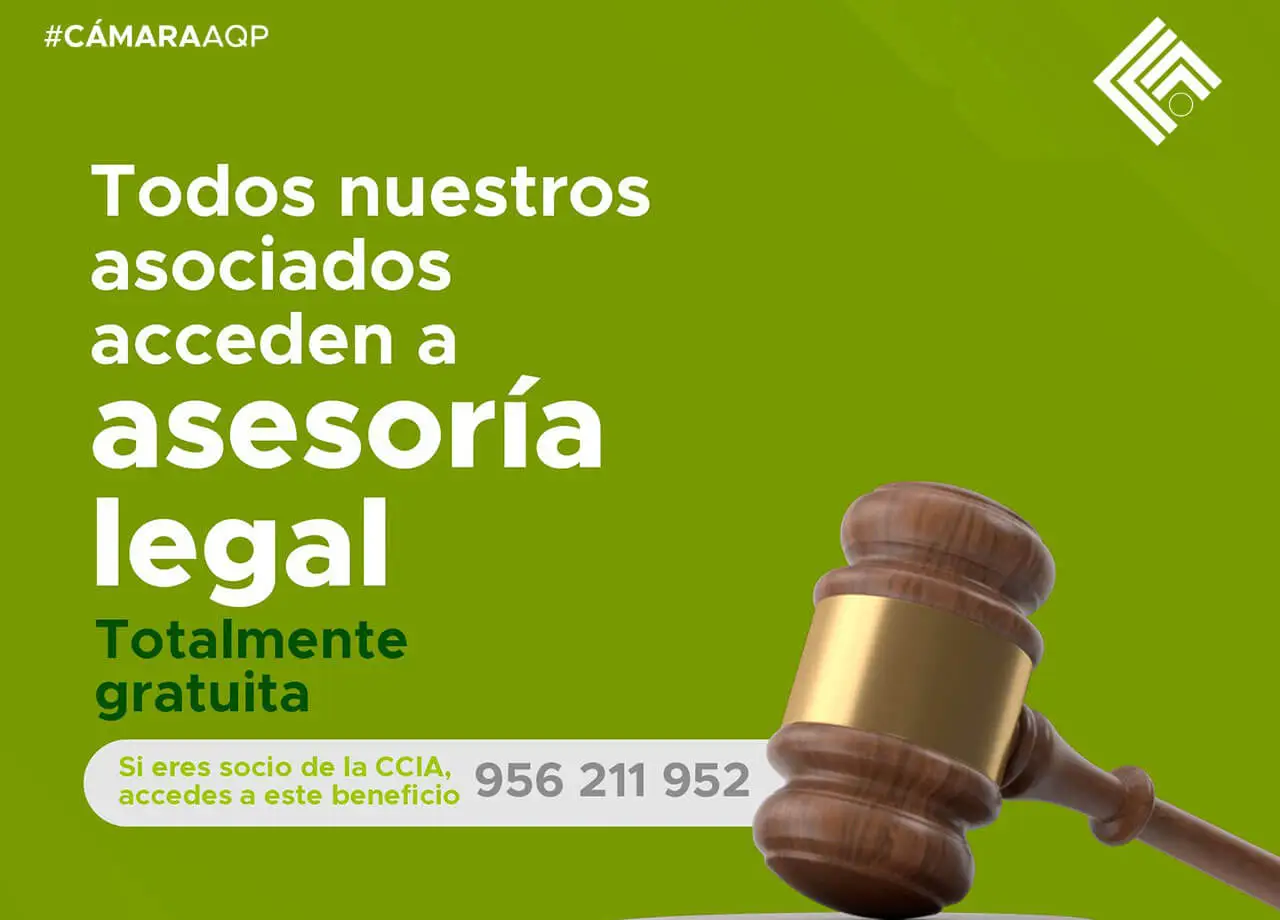 #CÁMARAAQP
Todos nuestros
asociados
acceden a
asesoría
legal
Totalmente
gratuita
Si eres socio de la CCIA,
accedes a este beneficio
956 211 952